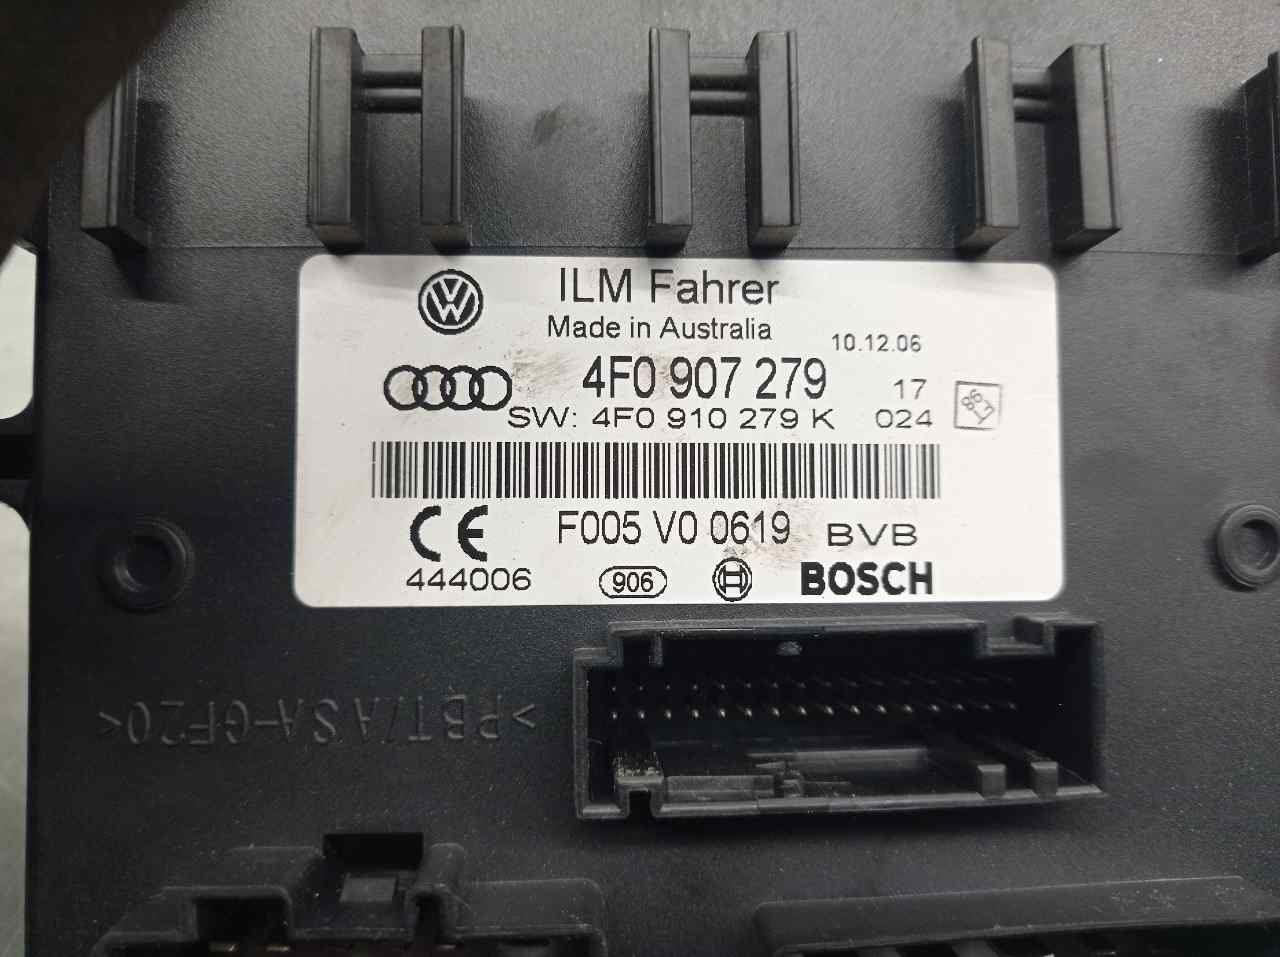 ILM Fahrer
Made in Australia
10.12.06
4F0 907 279
17
SW: 4F0 910 279 K
024
F005 V0 0619 BVB
CE
444006
906
BOSCH
>PBT/ASA-GF20<